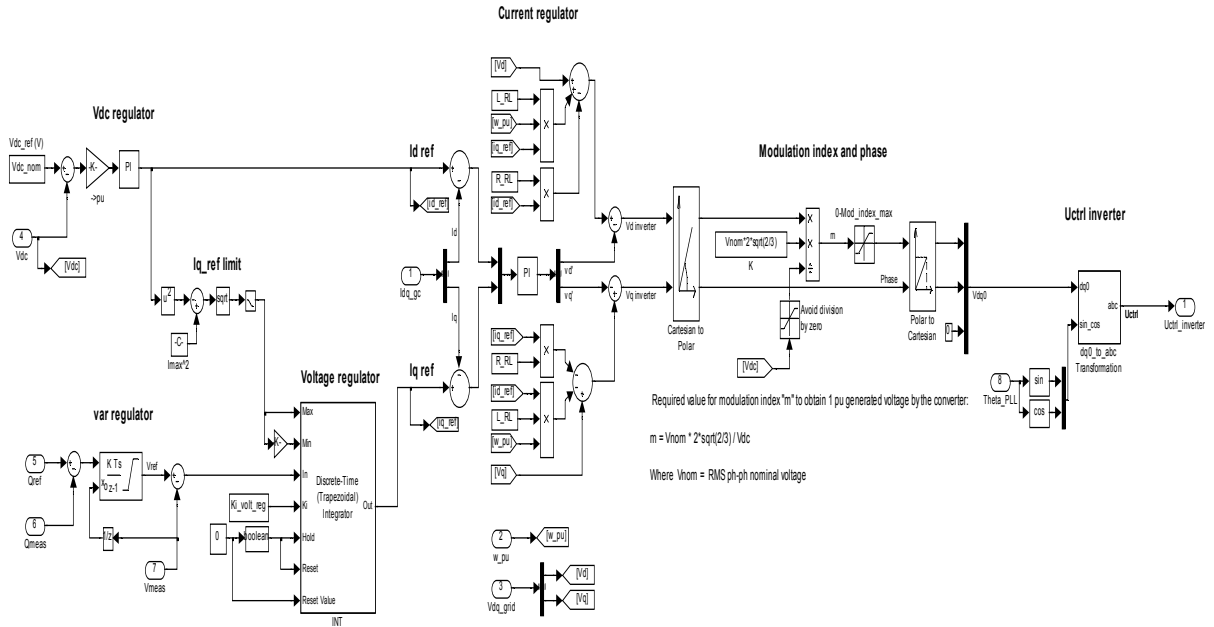 Current regulator
[Vd]
L_RL
[w_pu]
[iq_ref]
X
R_RL
[id_ref]
X
Vdc regulator
Vdc_ref (V)
Vdc_nom
-K-
->pu
PI
4
Vdc
[Vdc]
Id ref
[id_ref]
Id
Iq_ref limit
u^2
sqrt
-C-
Imax^2
1
Idq_gc
Iq
PI
vd'
vq'
Vd inverter
Vq inverter
Iq ref
[iq_ref]
[iq_ref]
R_RL
X
[id_ref]
L_RL
[w_pu]
X
[Vq]
Modulation index and phase
Cartesian to
Polar
Vnom*2*sqrt(2/3)
K
X
X
÷
m
0-Mod_index_max
Phase
Avoid division
by zero
[Vdc]
Polar to
Cartesian
0
Vdq0
Uctrl inverter
dq0
sin_cos
abc
dq0_to_abc
Transformation
Uctrl
1
Uctrl_inverter
8
Theta_PLL
sin
cos
Required value for modulation index "m" to obtain 1 pu generated voltage by the converter:
m = Vnom * 2*sqrt(2/3) / Vdc
Where Vnom = RMS ph-ph nominal voltage
var regulator
5
Qref
6
Qmeas
K Ts
z-1
xo
Vref
1/z
7
Vmeas
Voltage regulator
K-
Ki_volt_reg
0
boolean
Max
Min
In
Ki
Hold
Reset
Reset Value
Discrete-Time
(Trapezoidal)
Integrator
Out
INT
2
w_pu
[w_pu]
3
Vdq_grid
[Vd]
[Vq]